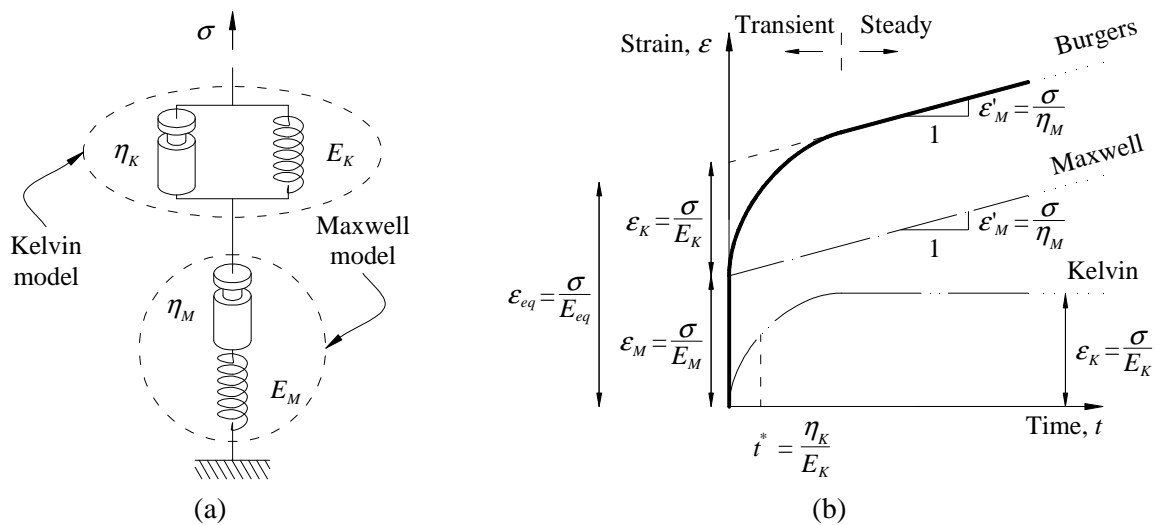 σ
η_K
E_K
Kelvin
model
Maxwell
model
η_M
E_M
(a)
Transient
Steady
Strain, ε
Burgers
ε'_M = σ/η_M
1
Maxwell
ε_K = σ/E_K
ε'_M = σ/η_M
1
Kelvin
ε_eq = σ/E_eq
ε_M = σ/E_M
ε_K = σ/E_K
Time, t
t* = η_K/E_K
(b)